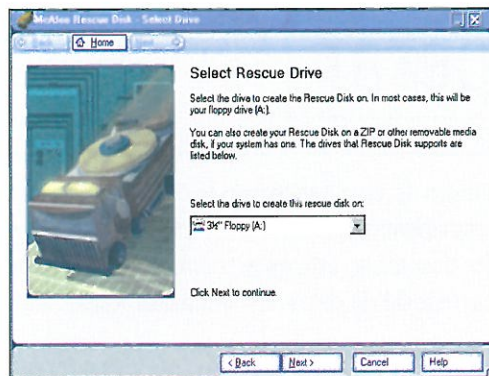 McAfee Rescue Disk - Select Drive
Back Home Next
Select Rescue Drive
Select the drive to create the Rescue Disk on. In most cases, this will be
your floppy drive (A:).
You can also create your Rescue Disk on a ZIP or other removable media
disk, if your system has one. The drives that Rescue Disk supports are
listed below.
Select the drive to create this rescue disk on:
3½" Floppy (A:)
Click Next to continue.
< Back Next > Cancel Help